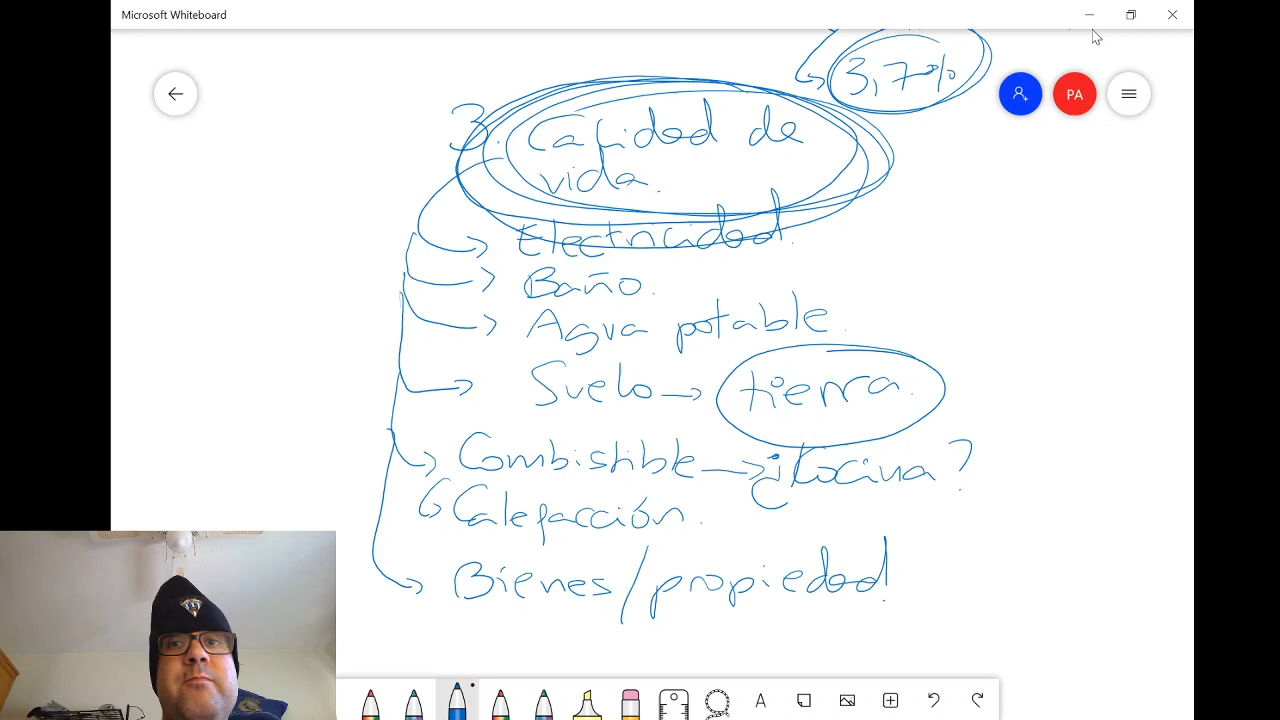 Microsoft Whiteboard
3,7%
PA
3. Calidad de
vida.
Electricidad.
Baño.
Agua potable.
Suelo → tierra.
Combistible → ¿cocina?
Calefacción.
Bienes/propiedad.
A